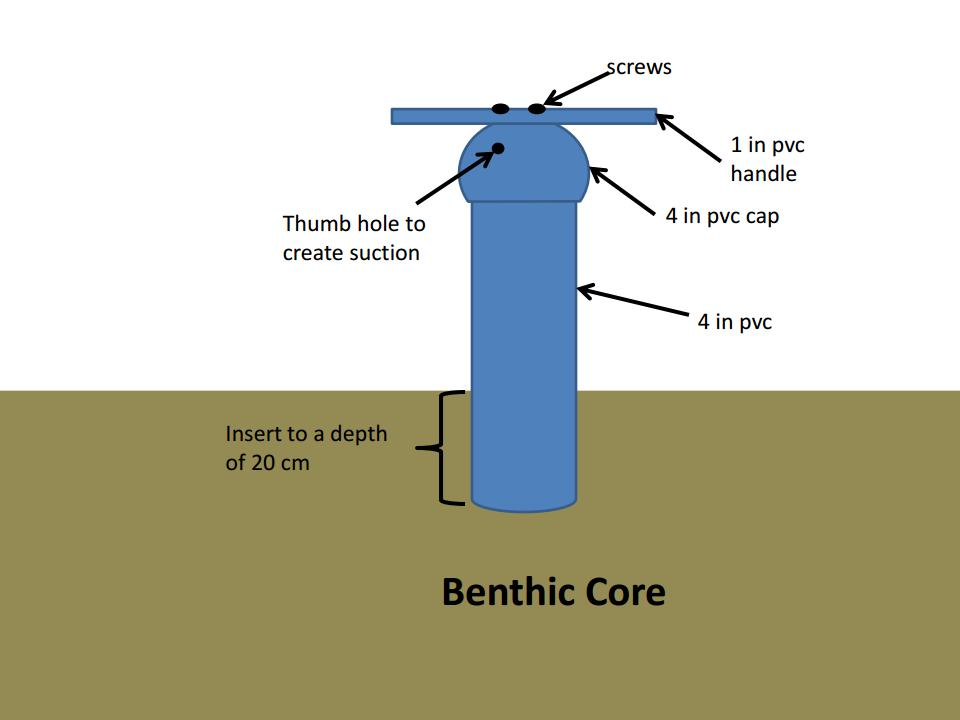 screws
1 in pvc
handle
4 in pvc cap
Thumb hole to
create suction
4 in pvc
Insert to a depth
of 20 cm
Benthic Core